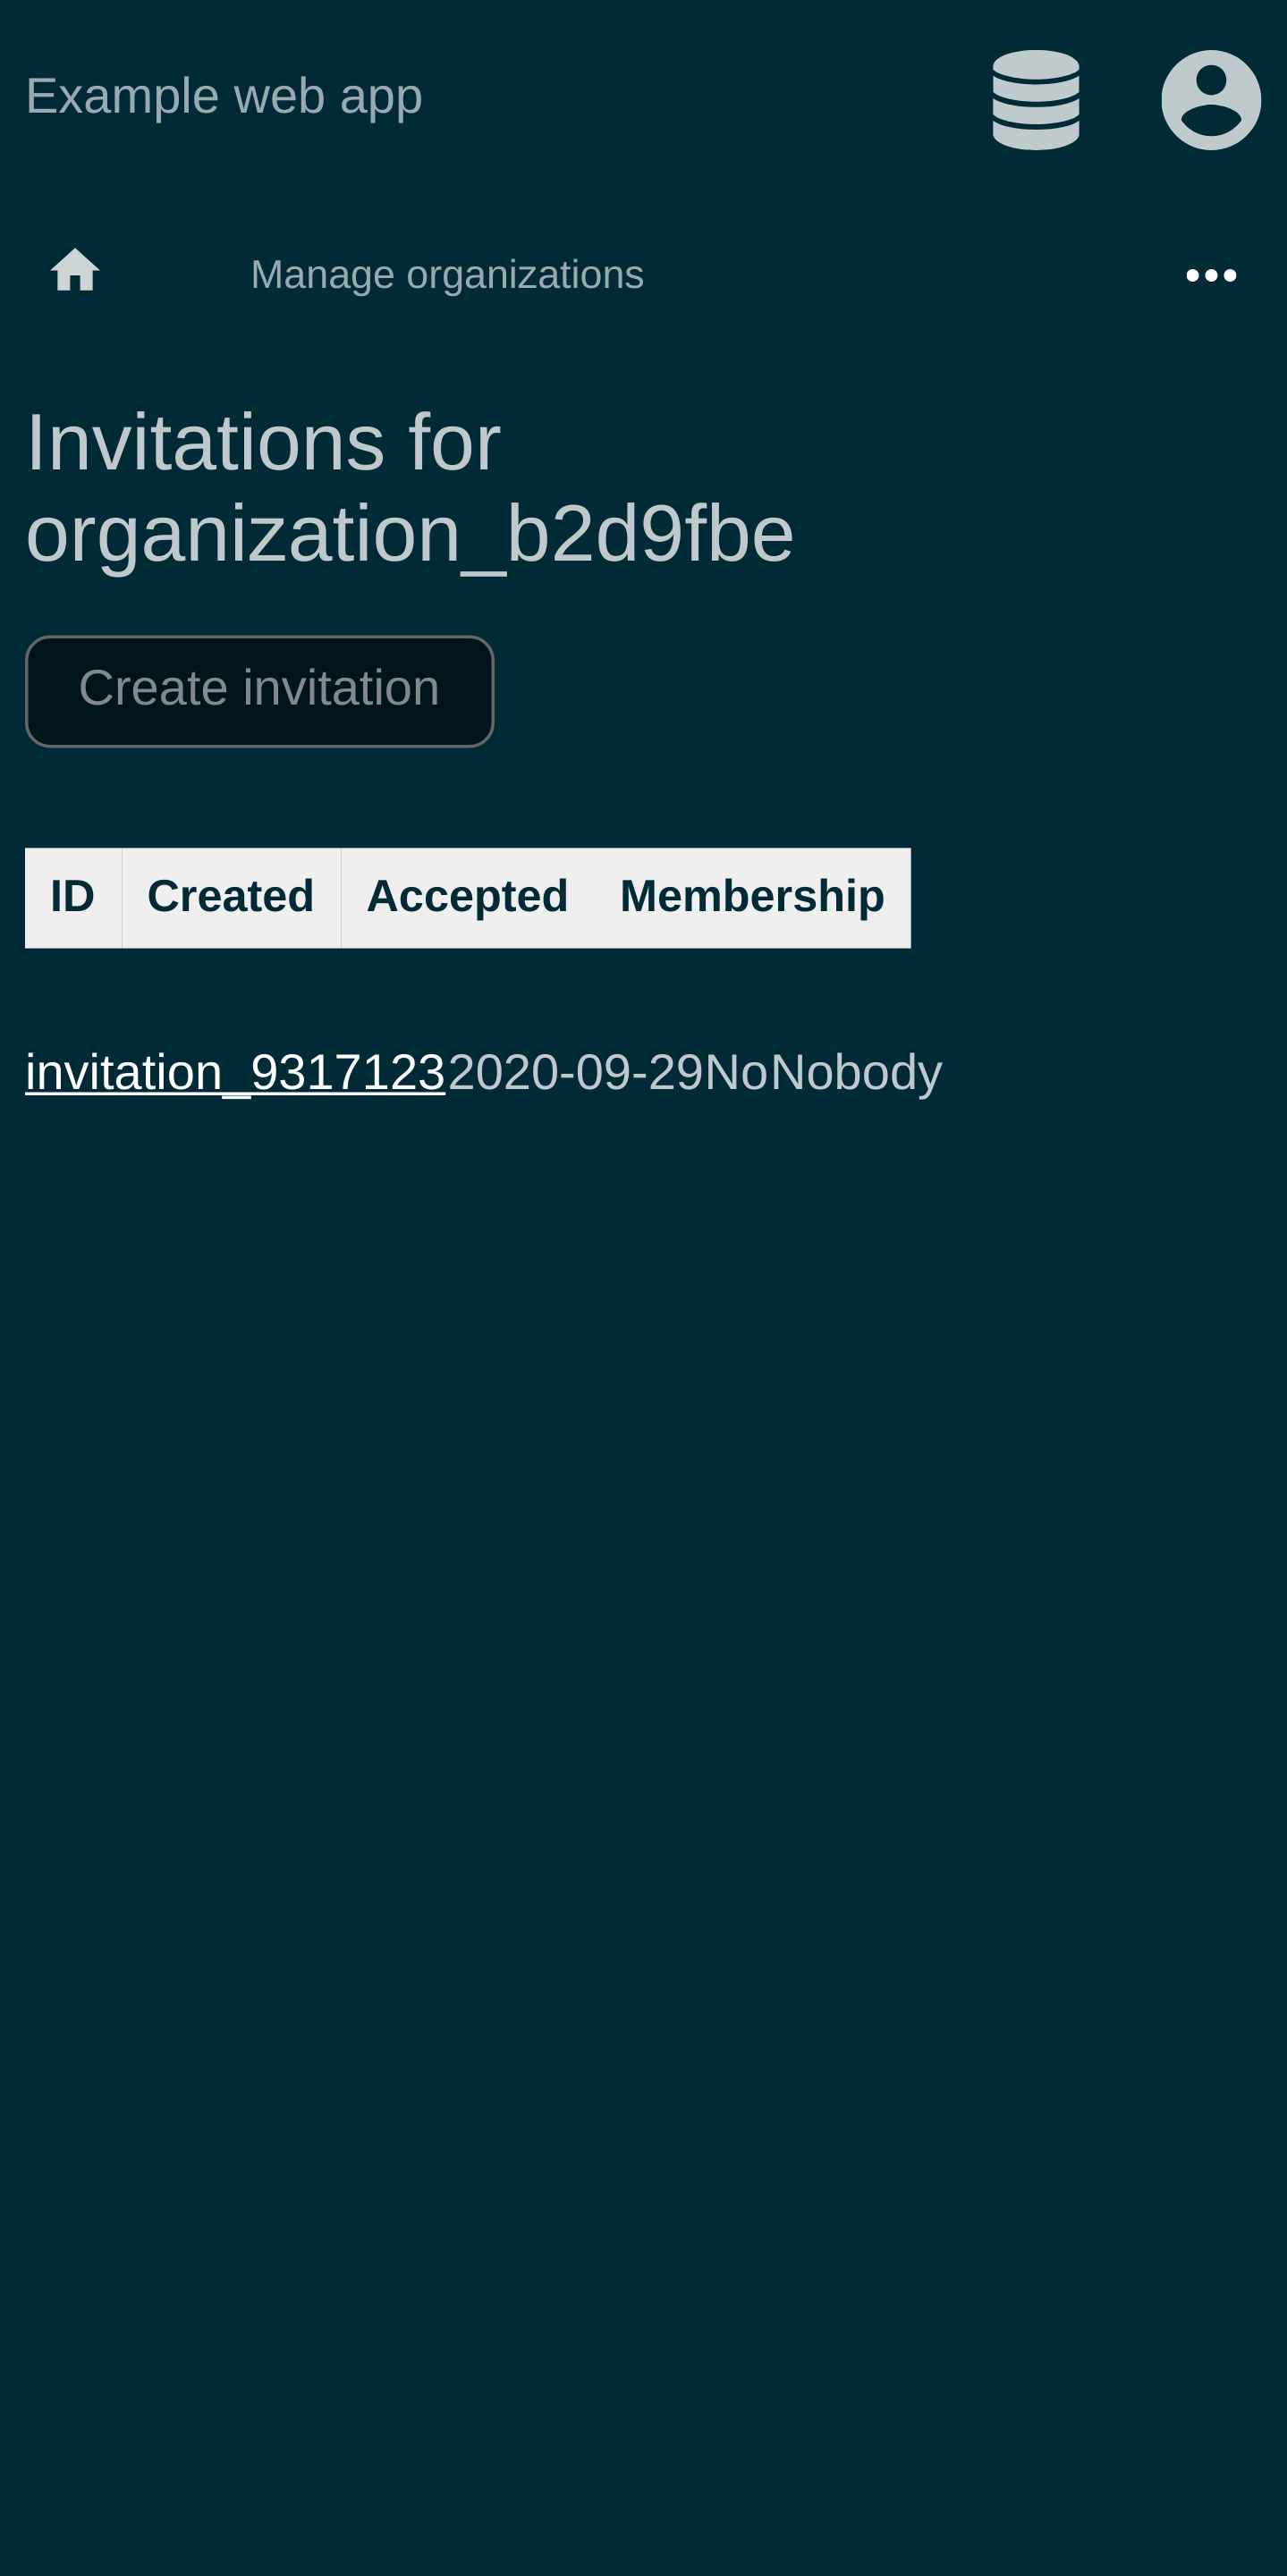 Example web app
Manage organizations
Invitations for
organization_b2d9fbe
Create invitation
ID Created Accepted Membership
invitation_93171232020-09-29NoNobody